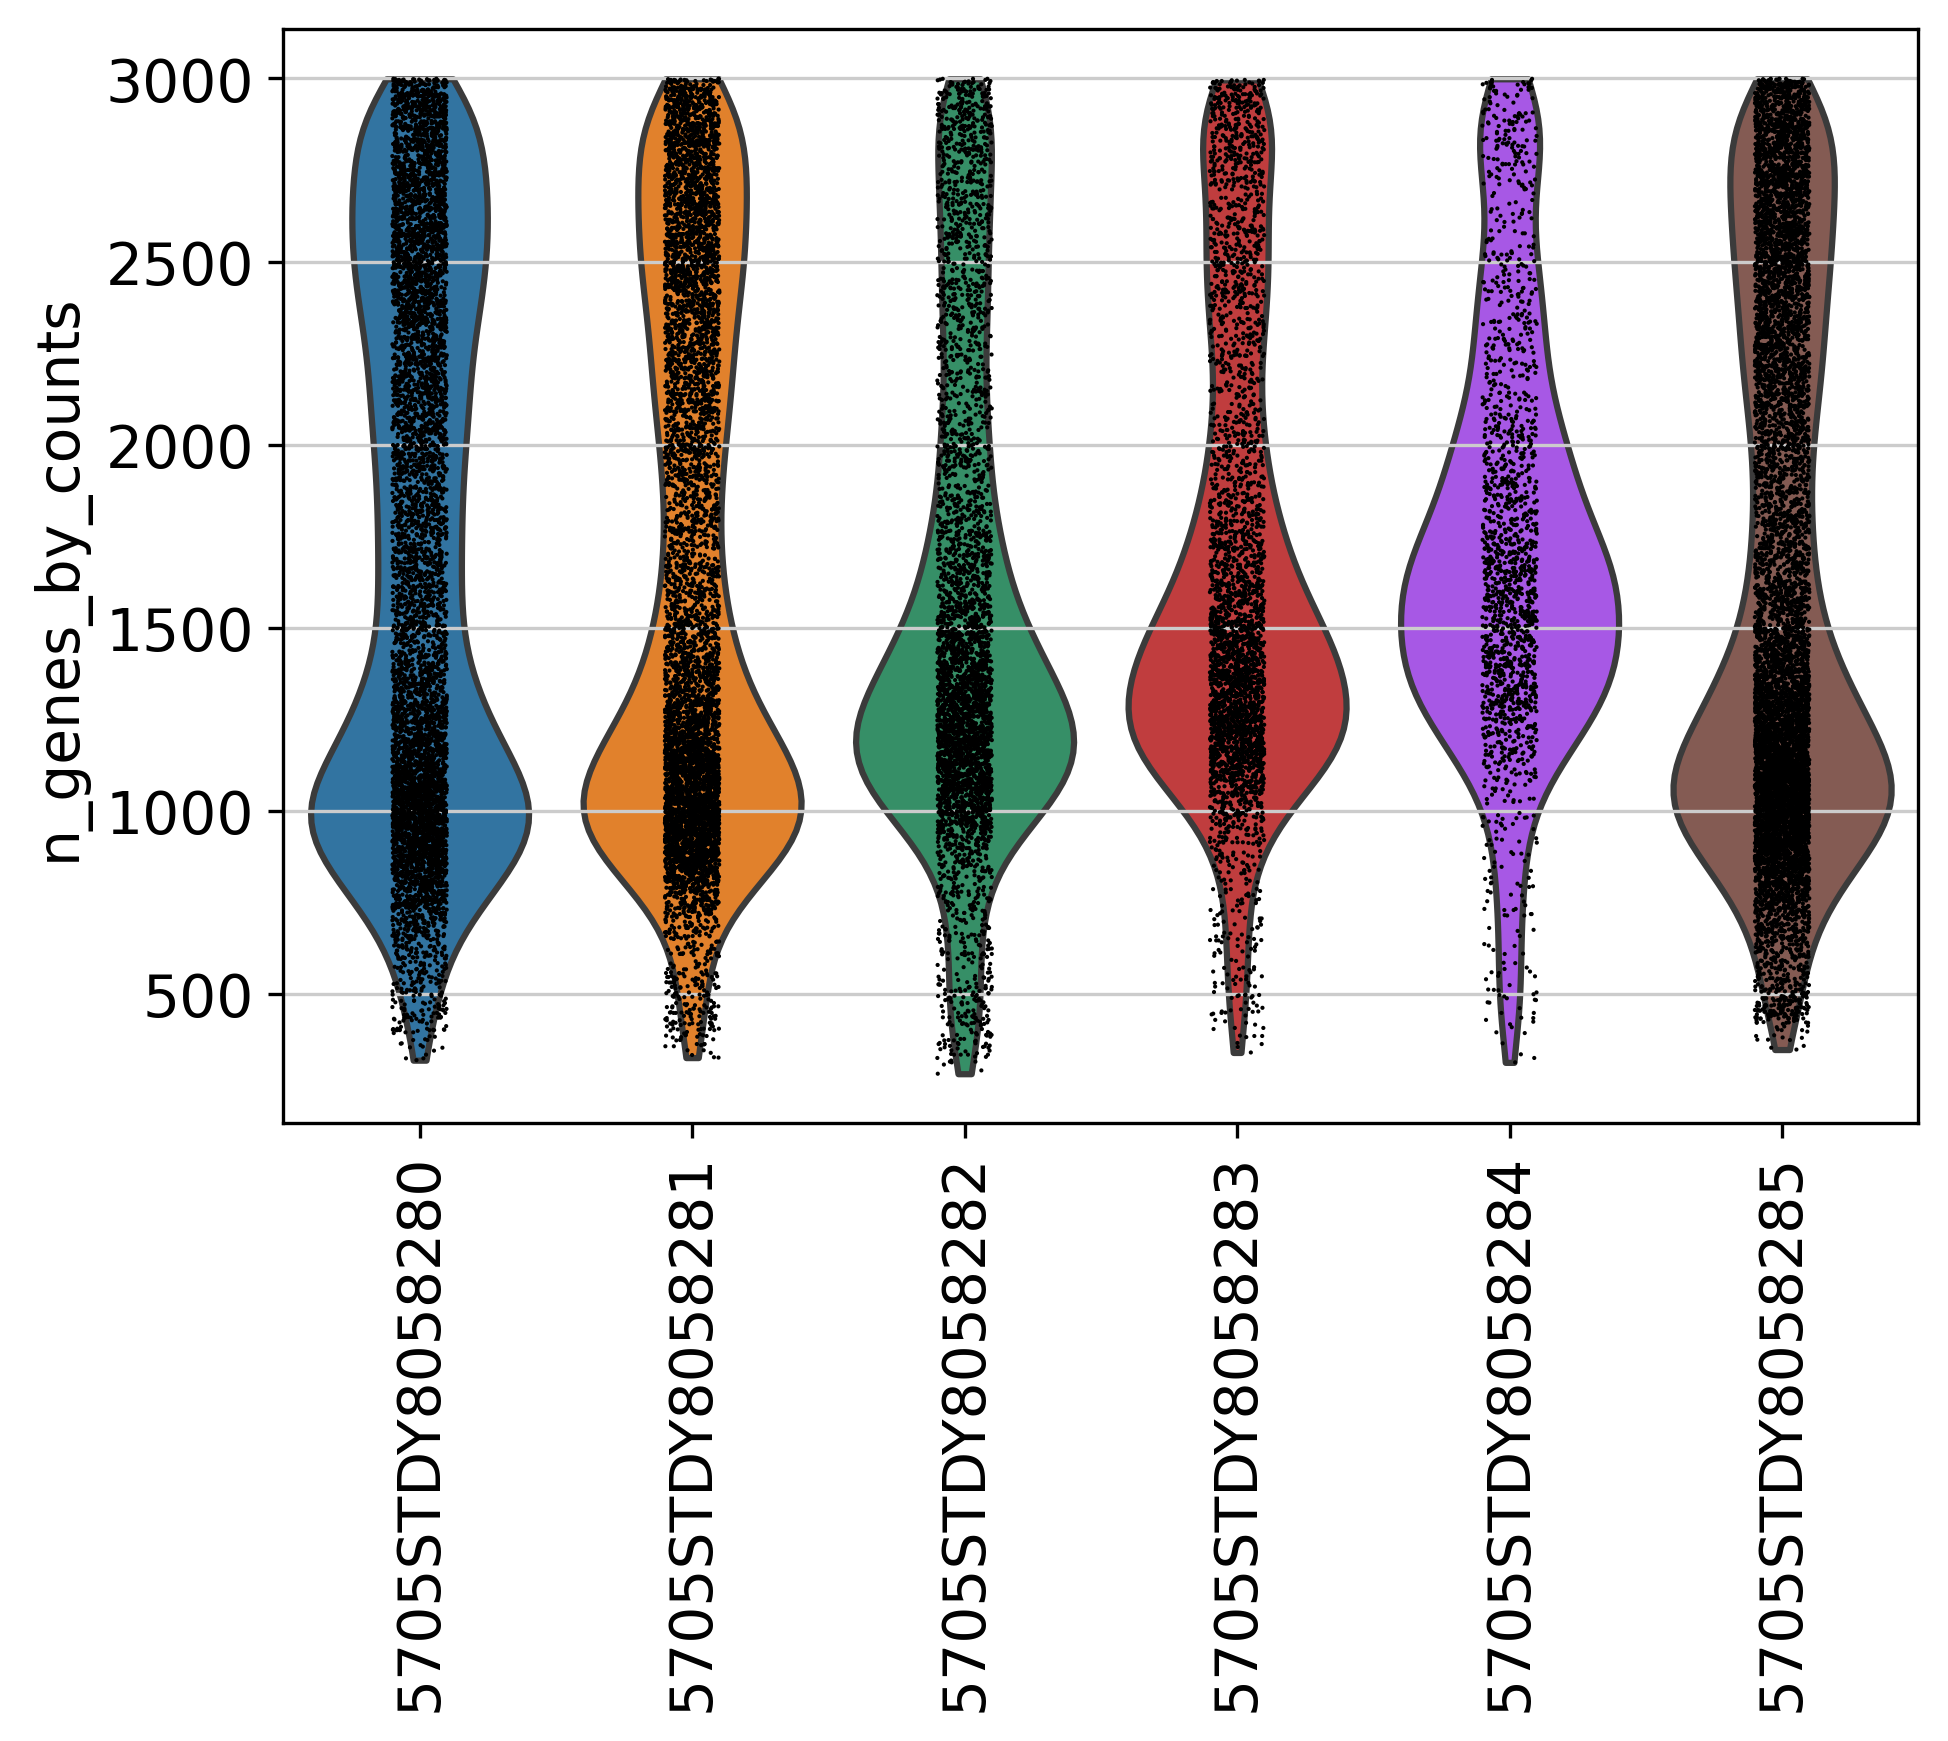 n_genes_by_counts
3000
2500
2000
1500
1000
500
5705STDY8058280
5705STDY8058281
5705STDY8058282
5705STDY8058283
5705STDY8058284
5705STDY8058285